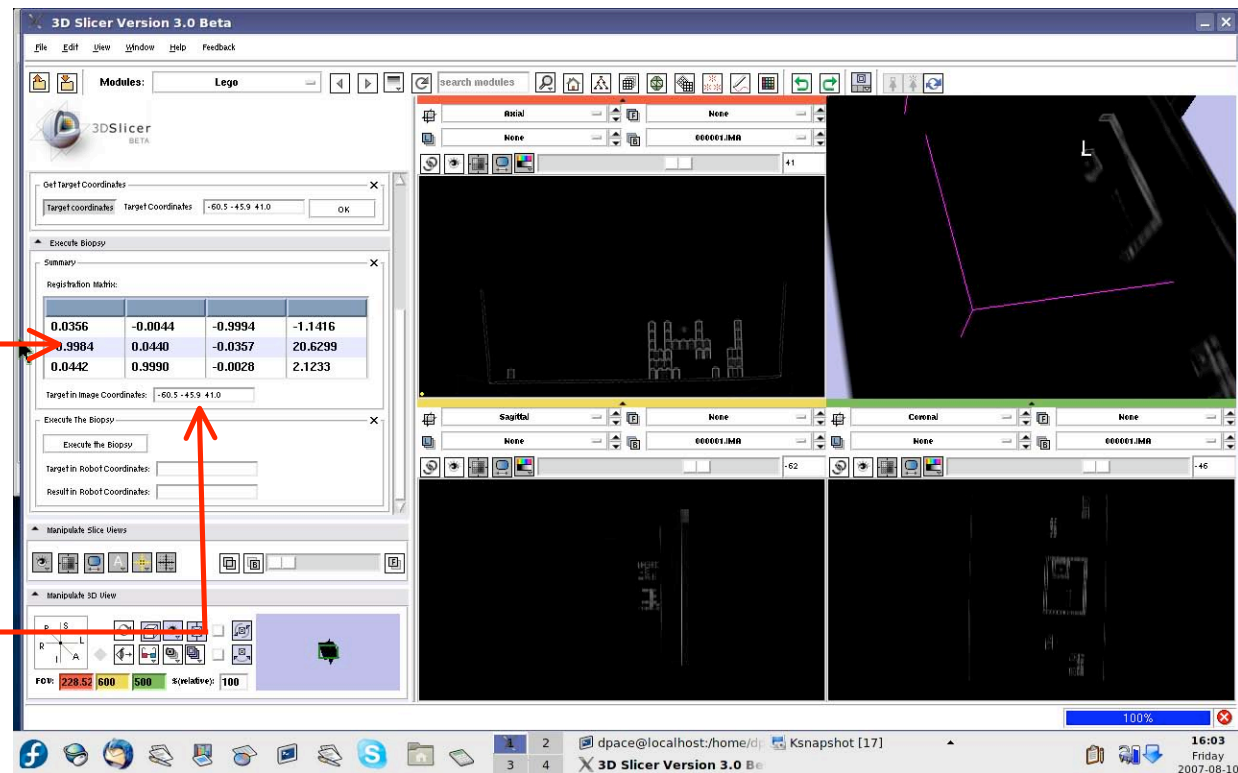 3D Slicer Version 3.0 Beta
File Edit View Window Help Feedback
Modules: Lego search modules
3DSlicer
BETA
Get Target Coordinates
Target coordinates Target Coordinates -60.5 -45.9 41.0 OK
Execute Biopsy
Summary
Registration Matrix:
0.0356 -0.0044 -0.9994 -1.1416
0.9984 0.0440 -0.0357 20.6299
0.0442 0.9990 -0.0028 2.1233
Target in Image Coordinates: -60.5 -45.9 41.0
Execute The Biopsy
Execute the Biopsy
Target in Robot Coordinates:
Result in Robot Coordinates:
Manipulate Slice Views
B F
Manipulate 3D View
P S
R L
I A
FOV: 228.52 600 500 %(relative): 100
Axial F None
None B 000001.IMA
41
L
Sagittal F None
None B 000001.IMA
-62
Coronal F None
None B 000001.IMA
-46
100%
1 2
3 4
dpace@localhost:/home/dp
Ksnapshot [17]
3D Slicer Version 3.0 Be
16:03
Friday
2007-08-10